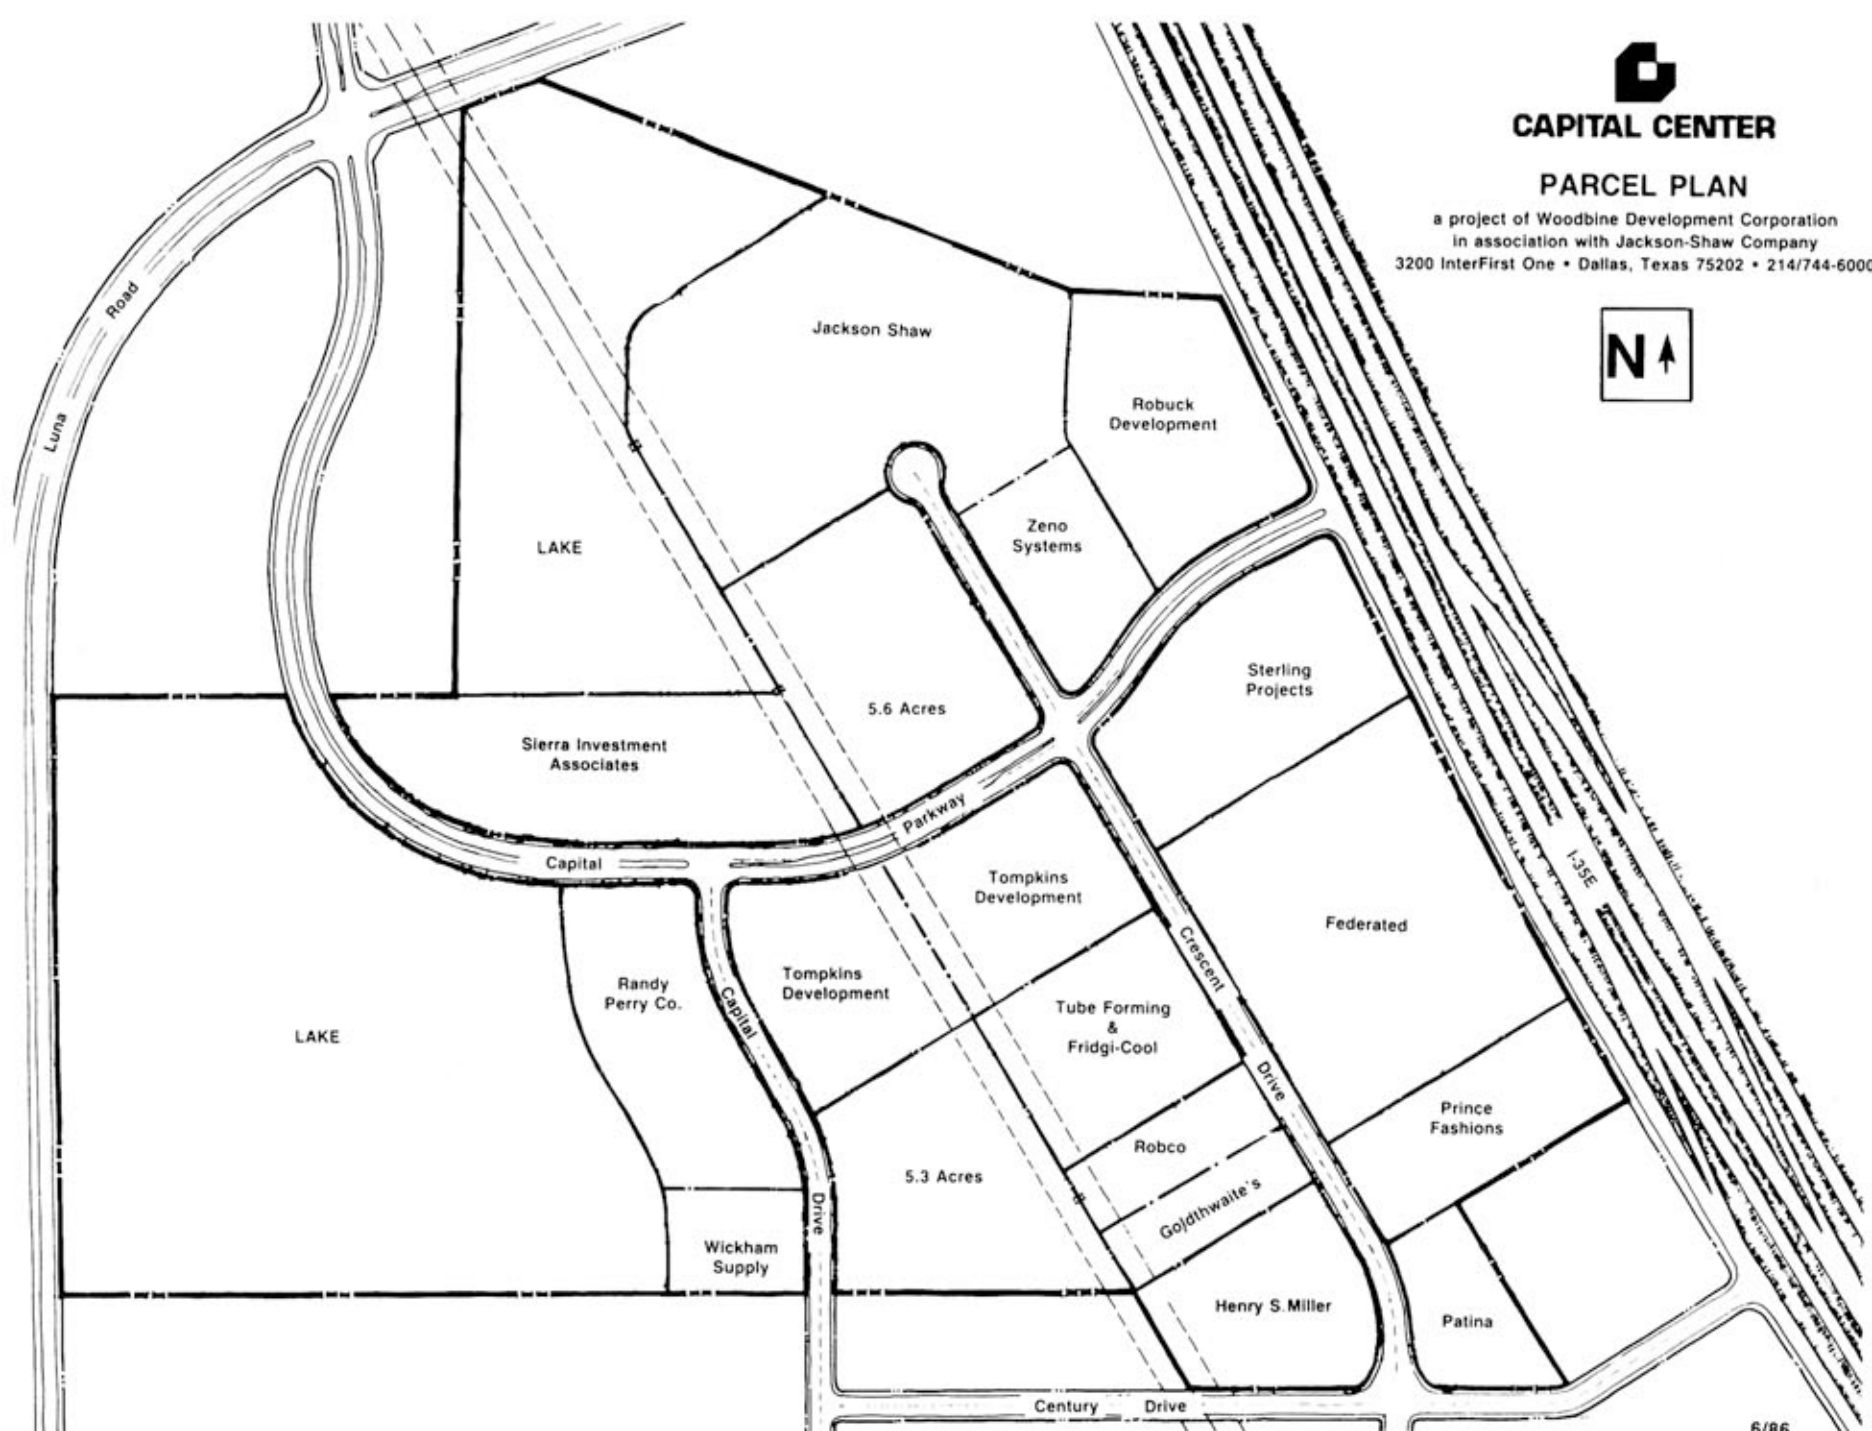 CAPITAL CENTER
PARCEL PLAN
a project of Woodbine Development Corporation
in association with Jackson-Shaw Company
3200 InterFirst One • Dallas, Texas 75202 • 214/744-6000
N
Luna Road
Jackson Shaw
Robuck
Development
LAKE
Zeno
Systems
Sterling
Projects
5.6 Acres
Sierra Investment
Associates
Capital Parkway
I-35E
Tompkins
Development
Crescent Drive
Federated
Randy
Perry Co.
Tompkins
Development
Capital Drive
Tube Forming
&
Fridgi-Cool
LAKE
Prince
Fashions
Robco
5.3 Acres
Goldthwaite's
Wickham
Supply
Henry S. Miller
Patina
Century Drive
6/86